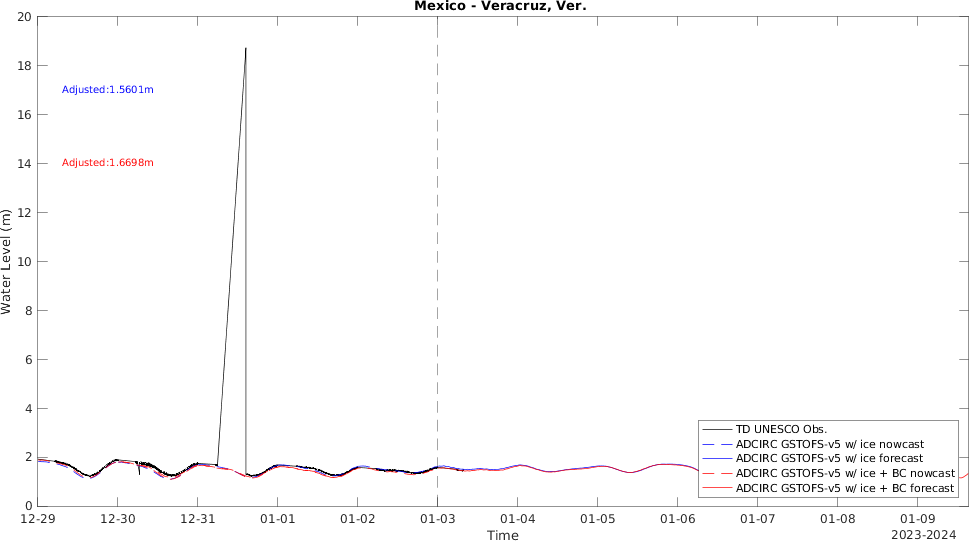 Mexico - Veracruz, Ver.
20
18
16
14
12
10
8
6
4
2
0
Water Level (m)
Adjusted:1.5601m
Adjusted:1.6698m
TD UNESCO Obs.
ADCIRC GSTOFS-v5 w/ ice nowcast
ADCIRC GSTOFS-v5 w/ ice forecast
ADCIRC GSTOFS-v5 w/ ice + BC nowcast
ADCIRC GSTOFS-v5 w/ ice + BC forecast
12-29 12-30 12-31 01-01 01-02 01-03 01-04 01-05 01-06 01-07 01-08 01-09
Time
2023-2024